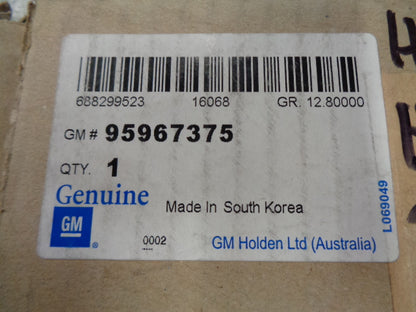 668299523 16068 GR. 12.80000
GM # 95967375
QTY. 1
Genuine
GM ®
Made In South Korea
0002
GM Holden Ltd (Australia)
L069049